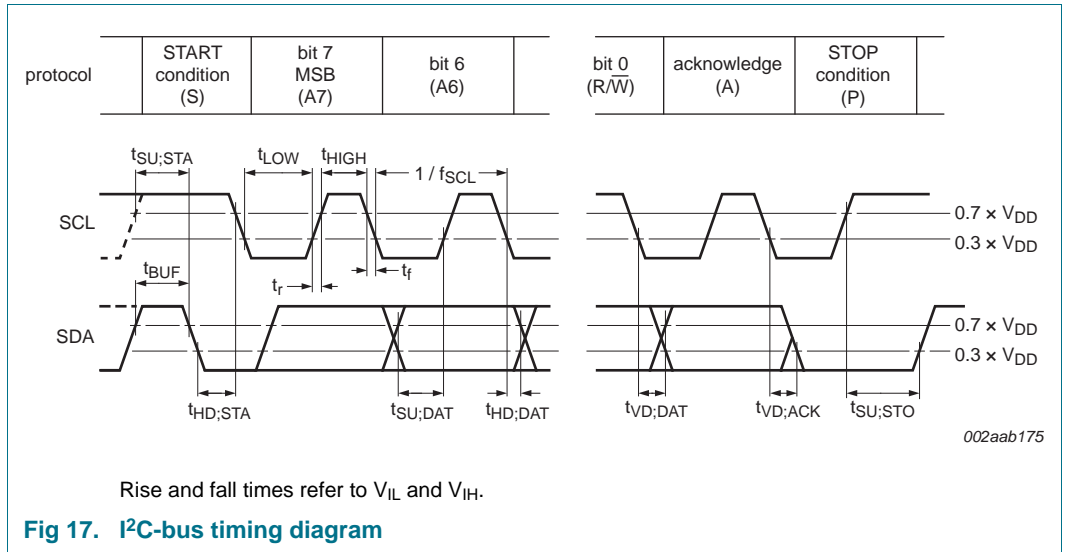 protocol
START
condition
(S)
bit 7
MSB
(A7)
bit 6
(A6)
bit 0
(R/W̅)
acknowledge
(A)
STOP
condition
(P)
tSU;STA
tLOW
tHIGH
1 / fSCL
SCL
0.7 × VDD
0.3 × VDD
tBUF
tr
tf
SDA
0.7 × VDD
0.3 × VDD
tHD;STA
tSU;DAT
tHD;DAT
tVD;DAT
tVD;ACK
tSU;STO
002aab175
Rise and fall times refer to VIL and VIH.
Fig 17. I²C-bus timing diagram